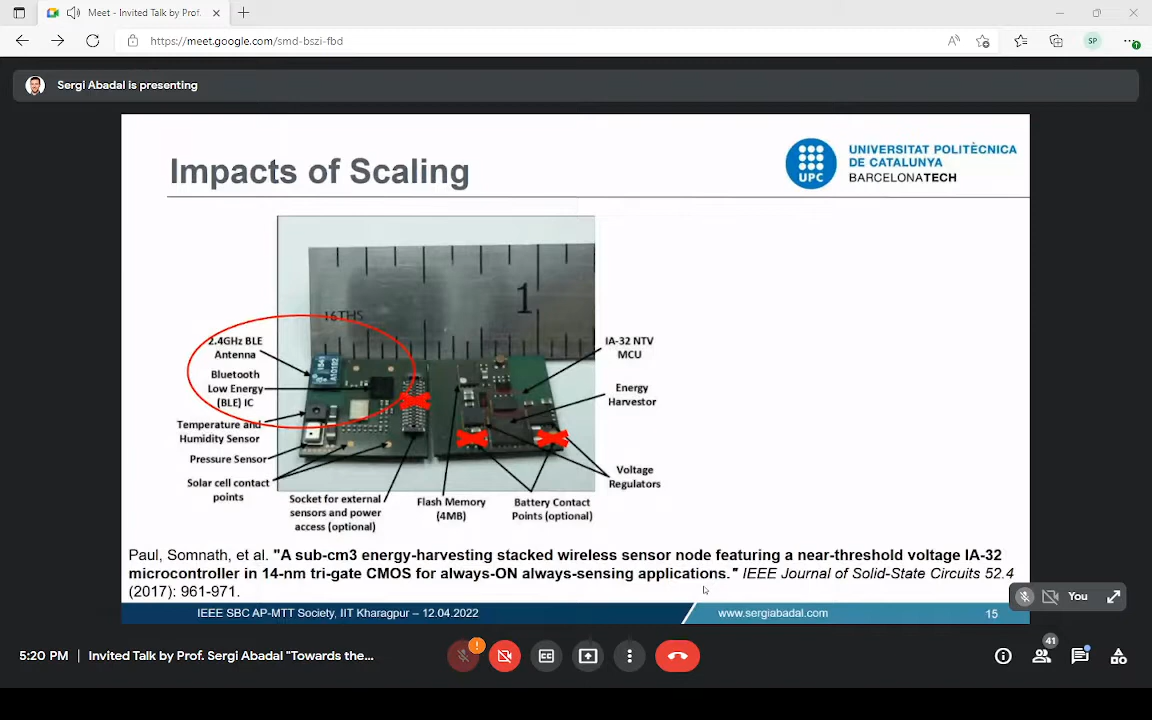 Meet - Invited Talk by Prof.
https://meet.google.com/smd-bszi-fbd
SP
Sergi Abadal is presenting
Impacts of Scaling
UPC
UNIVERSITAT POLITÈCNICA
DE CATALUNYA
BARCELONATECH
16THS
1
2.4GHz BLE
Antenna
Bluetooth
Low Energy
(BLE) IC
Temperature and
Humidity Sensor
Pressure Sensor
Solar cell contact
points
Socket for external
sensors and power
access (optional)
Flash Memory
(4MB)
Battery Contact
Points (optional)
IA-32 NTV
MCU
Energy
Harvestor
Voltage
Regulators
Paul, Somnath, et al. "A sub-cm3 energy-harvesting stacked wireless sensor node featuring a near-threshold voltage IA-32
microcontroller in 14-nm tri-gate CMOS for always-ON always-sensing applications." IEEE Journal of Solid-State Circuits 52.4
(2017): 961-971.
IEEE SBC AP-MTT Society, IIT Kharagpur – 12.04.2022
www.sergiabadal.com
15
You
5:20 PM | Invited Talk by Prof. Sergi Abadal "Towards the...
41